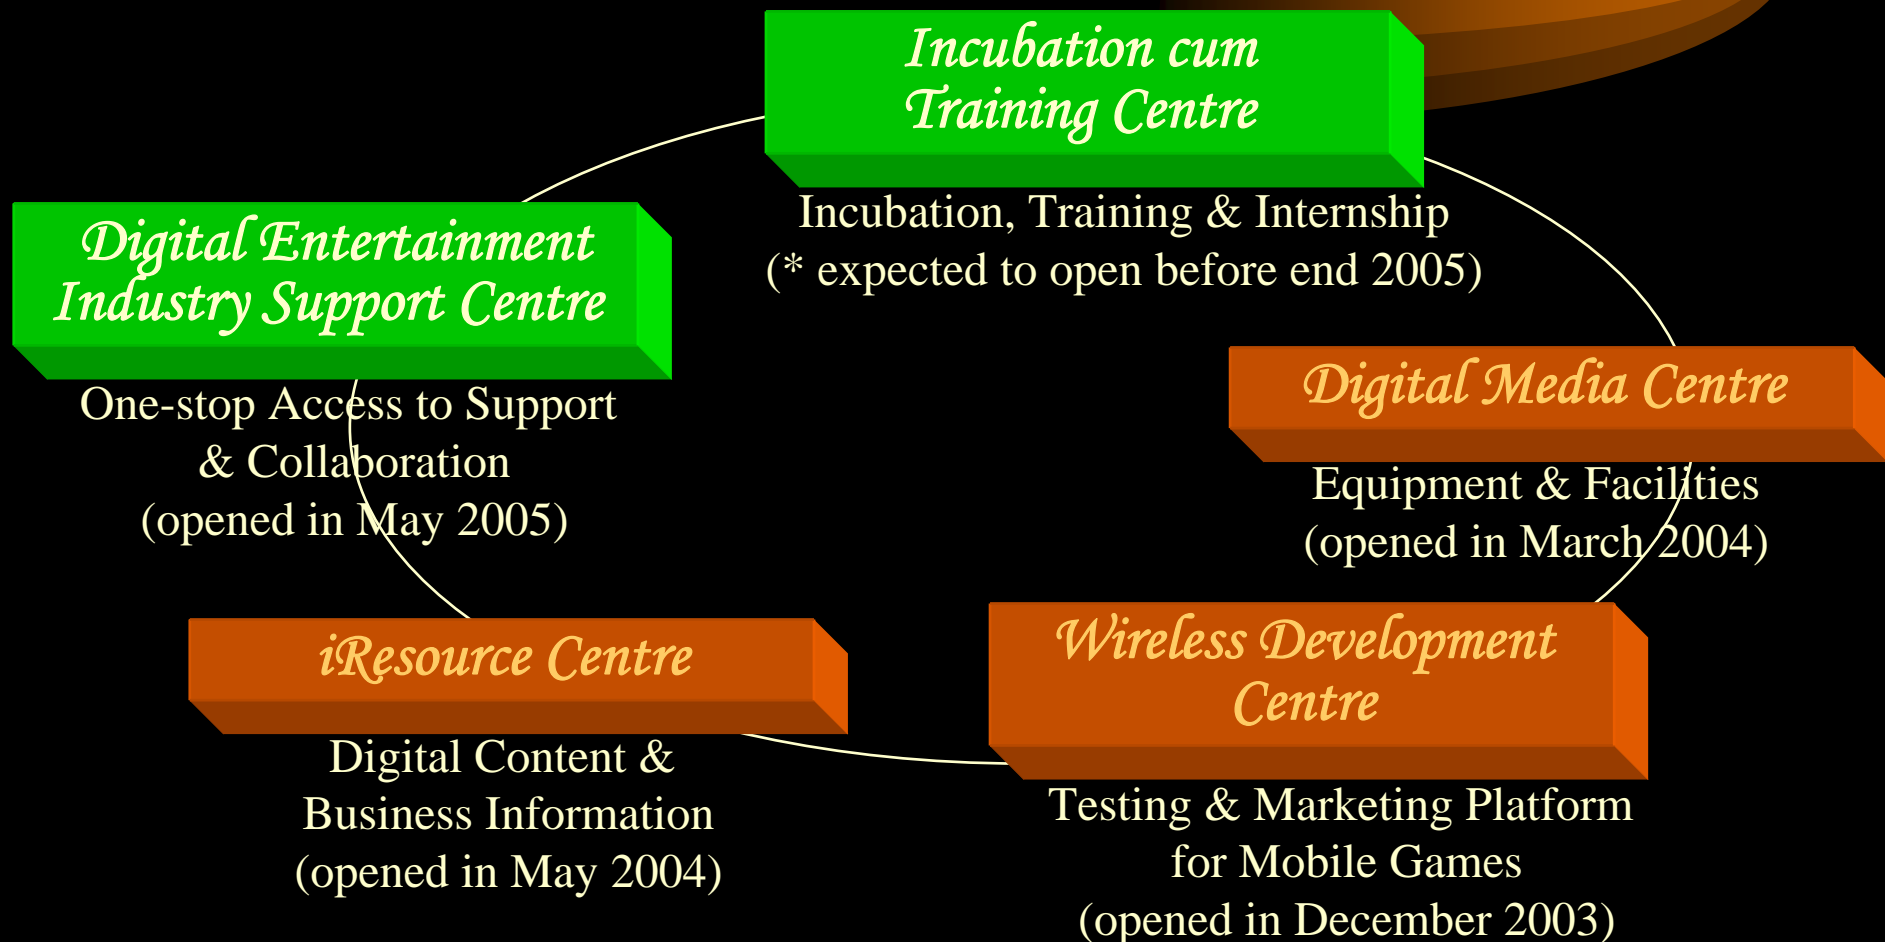 Incubation cum
Training Centre
Incubation, Training & Internship
(* expected to open before end 2005)
Digital Entertainment
Industry Support Centre
One-stop Access to Support
& Collaboration
(opened in May 2005)
Digital Media Centre
Equipment & Facilities
(opened in March 2004)
iResource Centre
Digital Content &
Business Information
(opened in May 2004)
Wireless Development
Centre
Testing & Marketing Platform
for Mobile Games
(opened in December 2003)